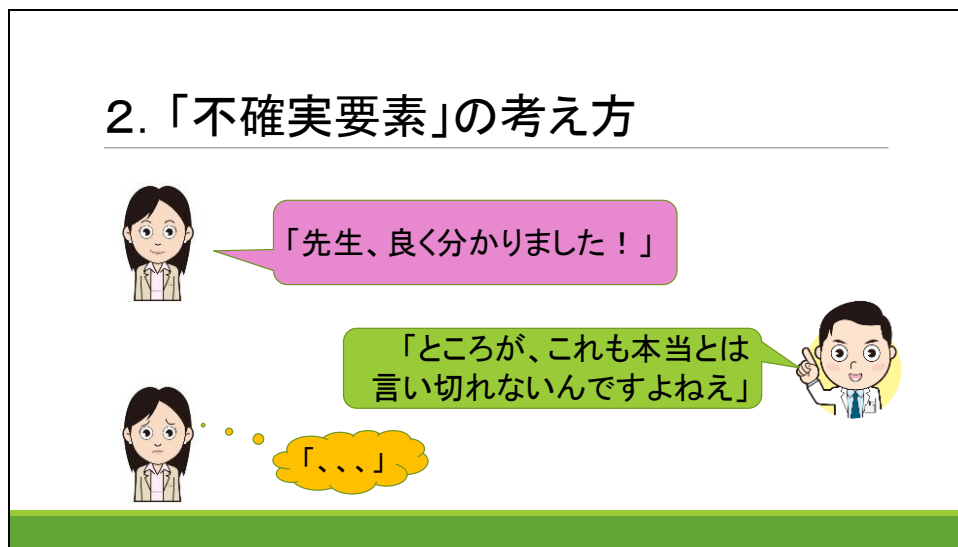 ２．「不確実要素」の考え方
「先生、良く分かりました！」
「ところが、これも本当とは
言い切れないんですよねえ」
「、、、」